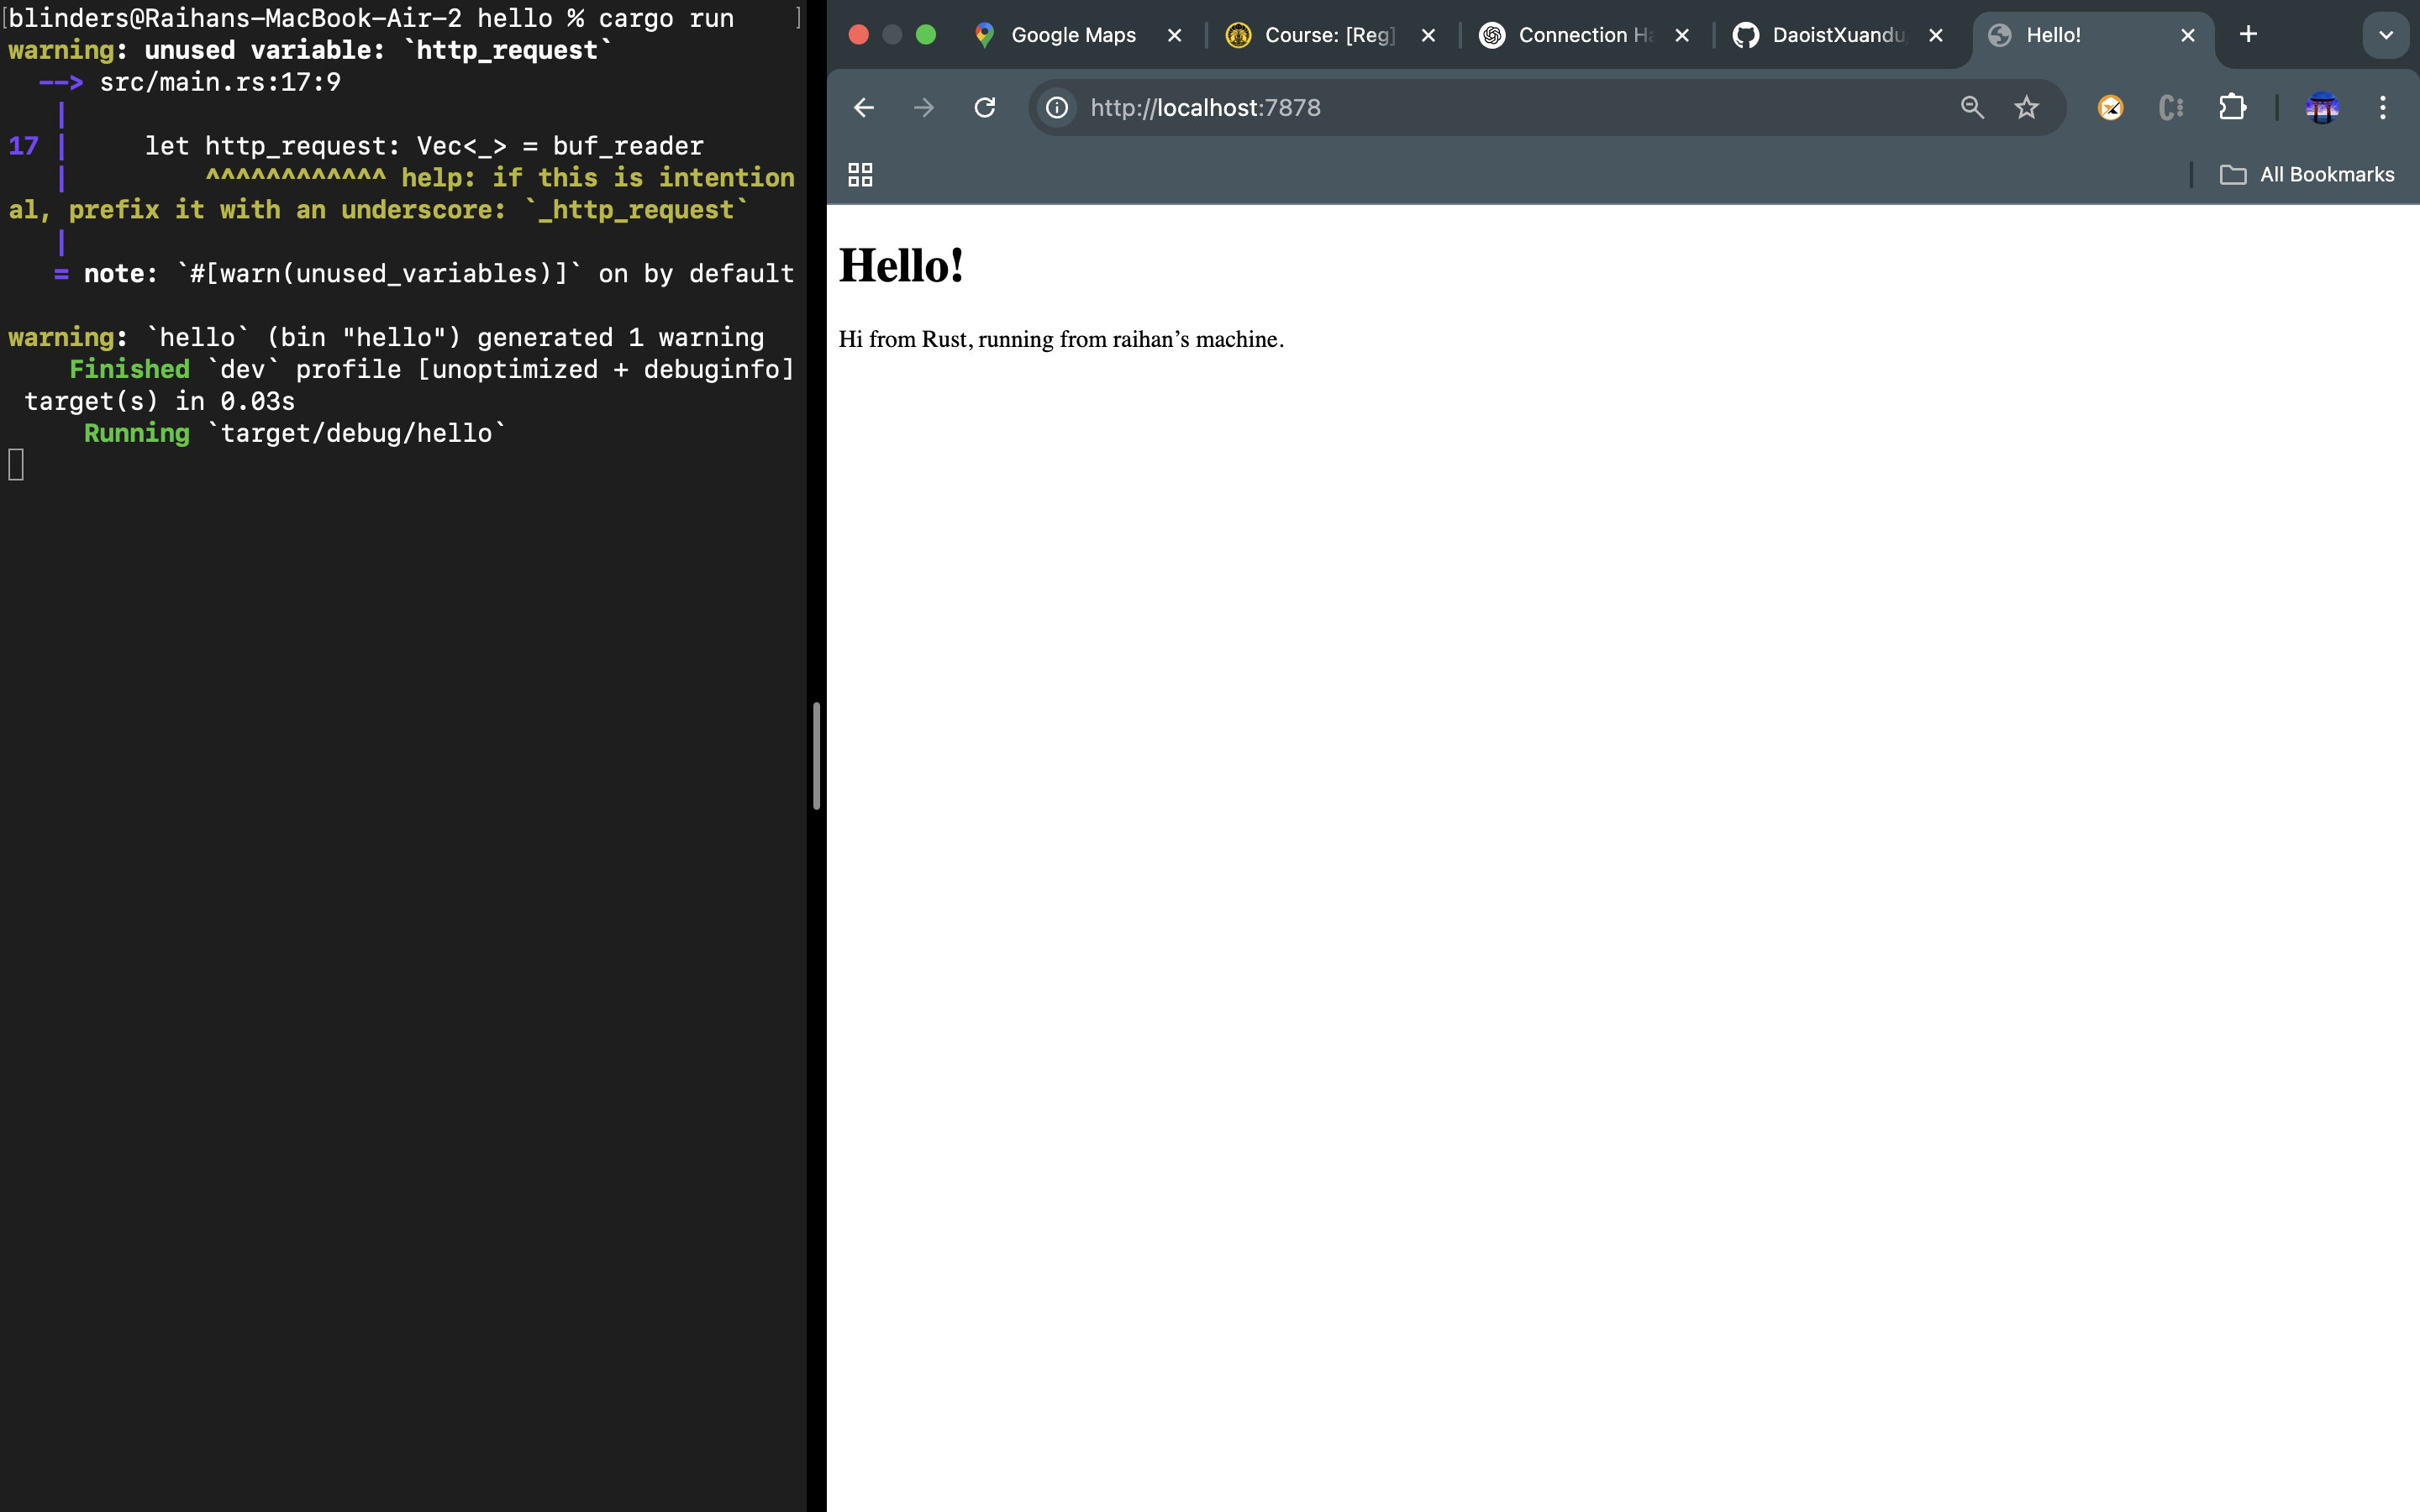 [blinders@Raihans-MacBook-Air-2 hello % cargo run ]
warning: unused variable: `http_request`
--> src/main.rs:17:9
|
17 | let http_request: Vec<_> = buf_reader
| ^^^^^^^^^^^^ help: if this is intention
al, prefix it with an underscore: `_http_request`
|
= note: `#[warn(unused_variables)]` on by default
warning: `hello` (bin "hello") generated 1 warning
Finished `dev` profile [unoptimized + debuginfo]
target(s) in 0.03s
Running `target/debug/hello`
Google Maps
Course: [Reg]
Connection Ha
DaoistXuandu
Hello!
http://localhost:7878
All Bookmarks
Hello!
Hi from Rust, running from raihan’s machine.